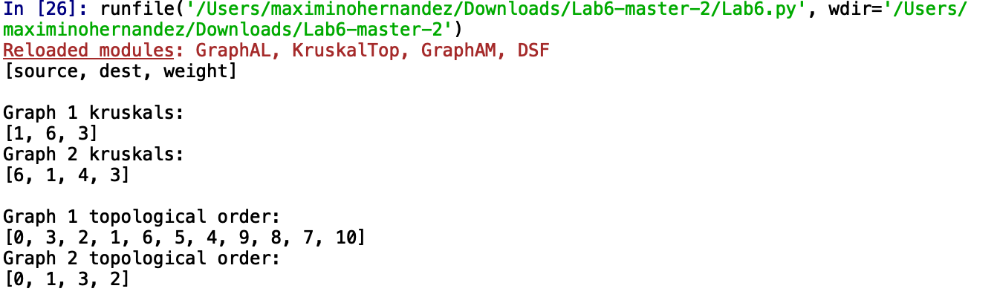 In [26]: runfile('/Users/maximinohernandez/Downloads/Lab6-master-2/Lab6.py', wdir='/Users/
maximinohernandez/Downloads/Lab6-master-2')
Reloaded modules: GraphAL, KruskalTop, GraphAM, DSF
[source, dest, weight]
Graph 1 kruskals:
[1, 6, 3]
Graph 2 kruskals:
[6, 1, 4, 3]
Graph 1 topological order:
[0, 3, 2, 1, 6, 5, 4, 9, 8, 7, 10]
Graph 2 topological order:
[0, 1, 3, 2]